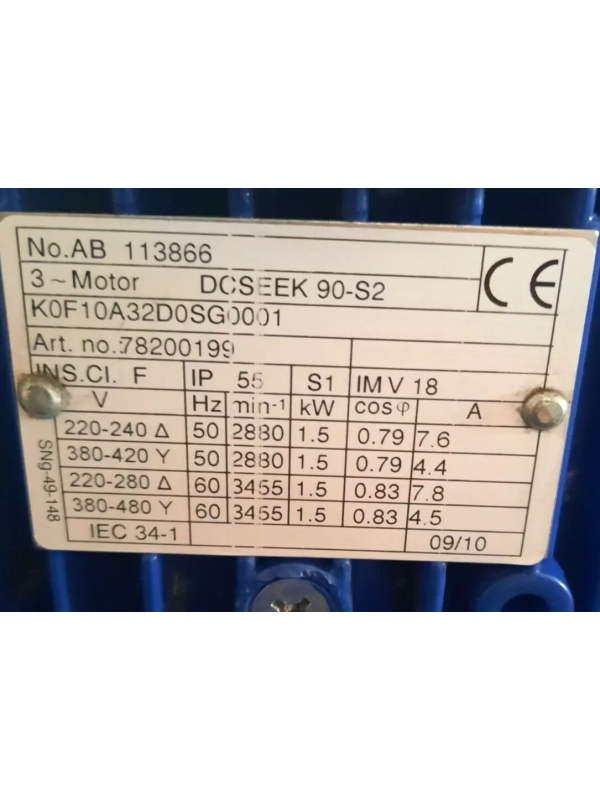 No.AB 113866
CE
3 ~ Motor DCSEEK 90-S2
K0F10A32D0SG0001
Art. no.:78200199
INS.Cl. F IP 55 S1 IM V 18
V Hz min-1 kW cosφ A
220-240 Δ 50 2880 1.5 0.79 7.6
380-420 Y 50 2880 1.5 0.79 4.4
220-280 Δ 60 3455 1.5 0.83 7.8
380-480 Y 60 3455 1.5 0.83 4.5
IEC 34-1 09/10
SNg-49-148